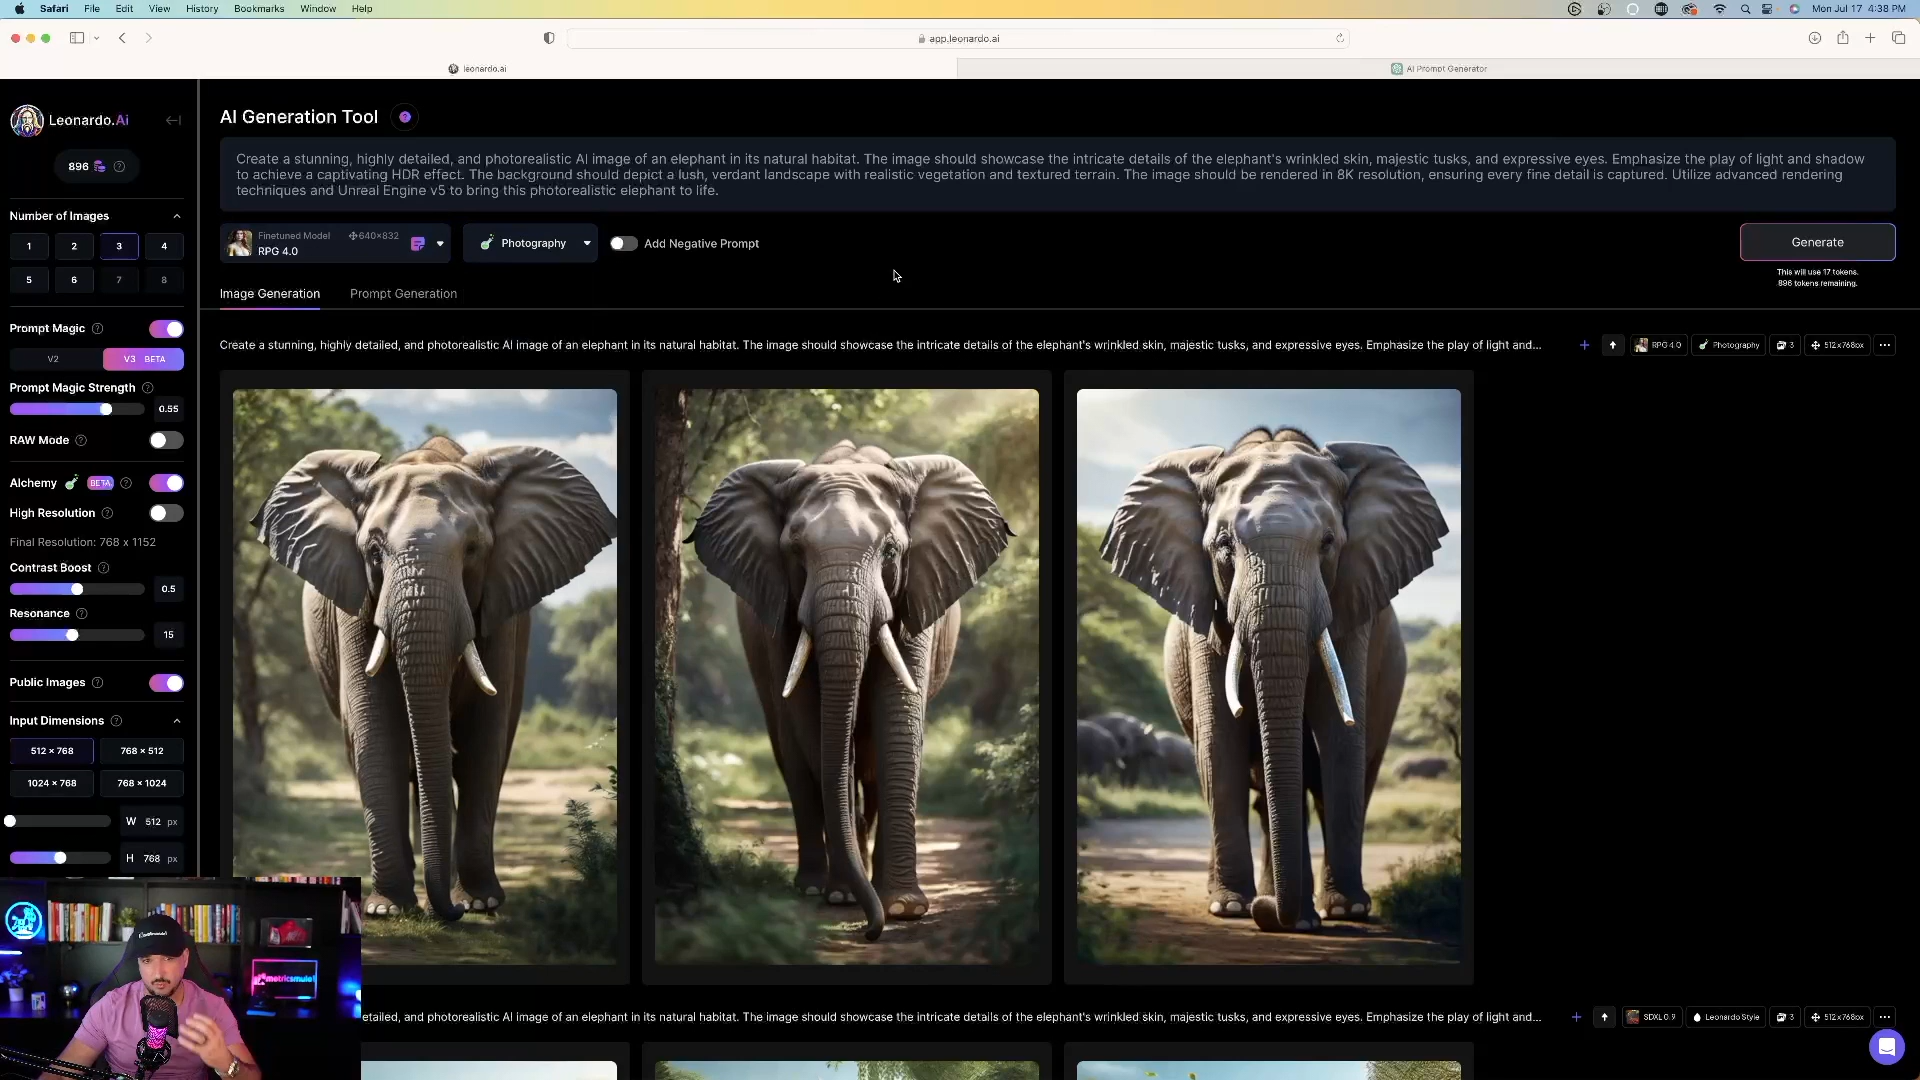 Safari File Edit View History Bookmarks Window Help
Mon Jul 17 4:38 PM
app.leonardo.ai
leonardo.ai
AI Prompt Generator
Leonardo.Ai
896
Number of Images
1 2 3 4
5 6 7 8
Prompt Magic
V2 V3 BETA
Prompt Magic Strength
0.55
RAW Mode
Alchemy BETA
High Resolution
Final Resolution: 768 x 1152
Contrast Boost
0.5
Resonance
15
Public Images
Input Dimensions
512 × 768 768 × 512
1024 × 768 768 × 1024
W 512 px
H 768 px
AI Generation Tool
Create a stunning, highly detailed, and photorealistic AI image of an elephant in its natural habitat. The image should showcase the intricate details of the elephant's wrinkled skin, majestic tusks, and expressive eyes. Emphasize the play of light and shadow
to achieve a captivating HDR effect. The background should depict a lush, verdant landscape with realistic vegetation and textured terrain. The image should be rendered in 8K resolution, ensuring every fine detail is captured. Utilize advanced rendering
techniques and Unreal Engine v5 to bring this photorealistic elephant to life.
Finetuned Model 640×832
RPG 4.0
Photography
Add Negative Prompt
Generate
This will use 17 tokens.
896 tokens remaining.
Image Generation Prompt Generation
Create a stunning, highly detailed, and photorealistic AI image of an elephant in its natural habitat. The image should showcase the intricate details of the elephant's wrinkled skin, majestic tusks, and expressive eyes. Emphasize the play of light and...
RPG 4.0 Photography 3 512x768px
etailed, and photorealistic AI image of an elephant in its natural habitat. The image should showcase the intricate details of the elephant's wrinkled skin, majestic tusks, and expressive eyes. Emphasize the play of light and...
SDXL 0.9 Leonardo Style 3 512x768px
metricsmule